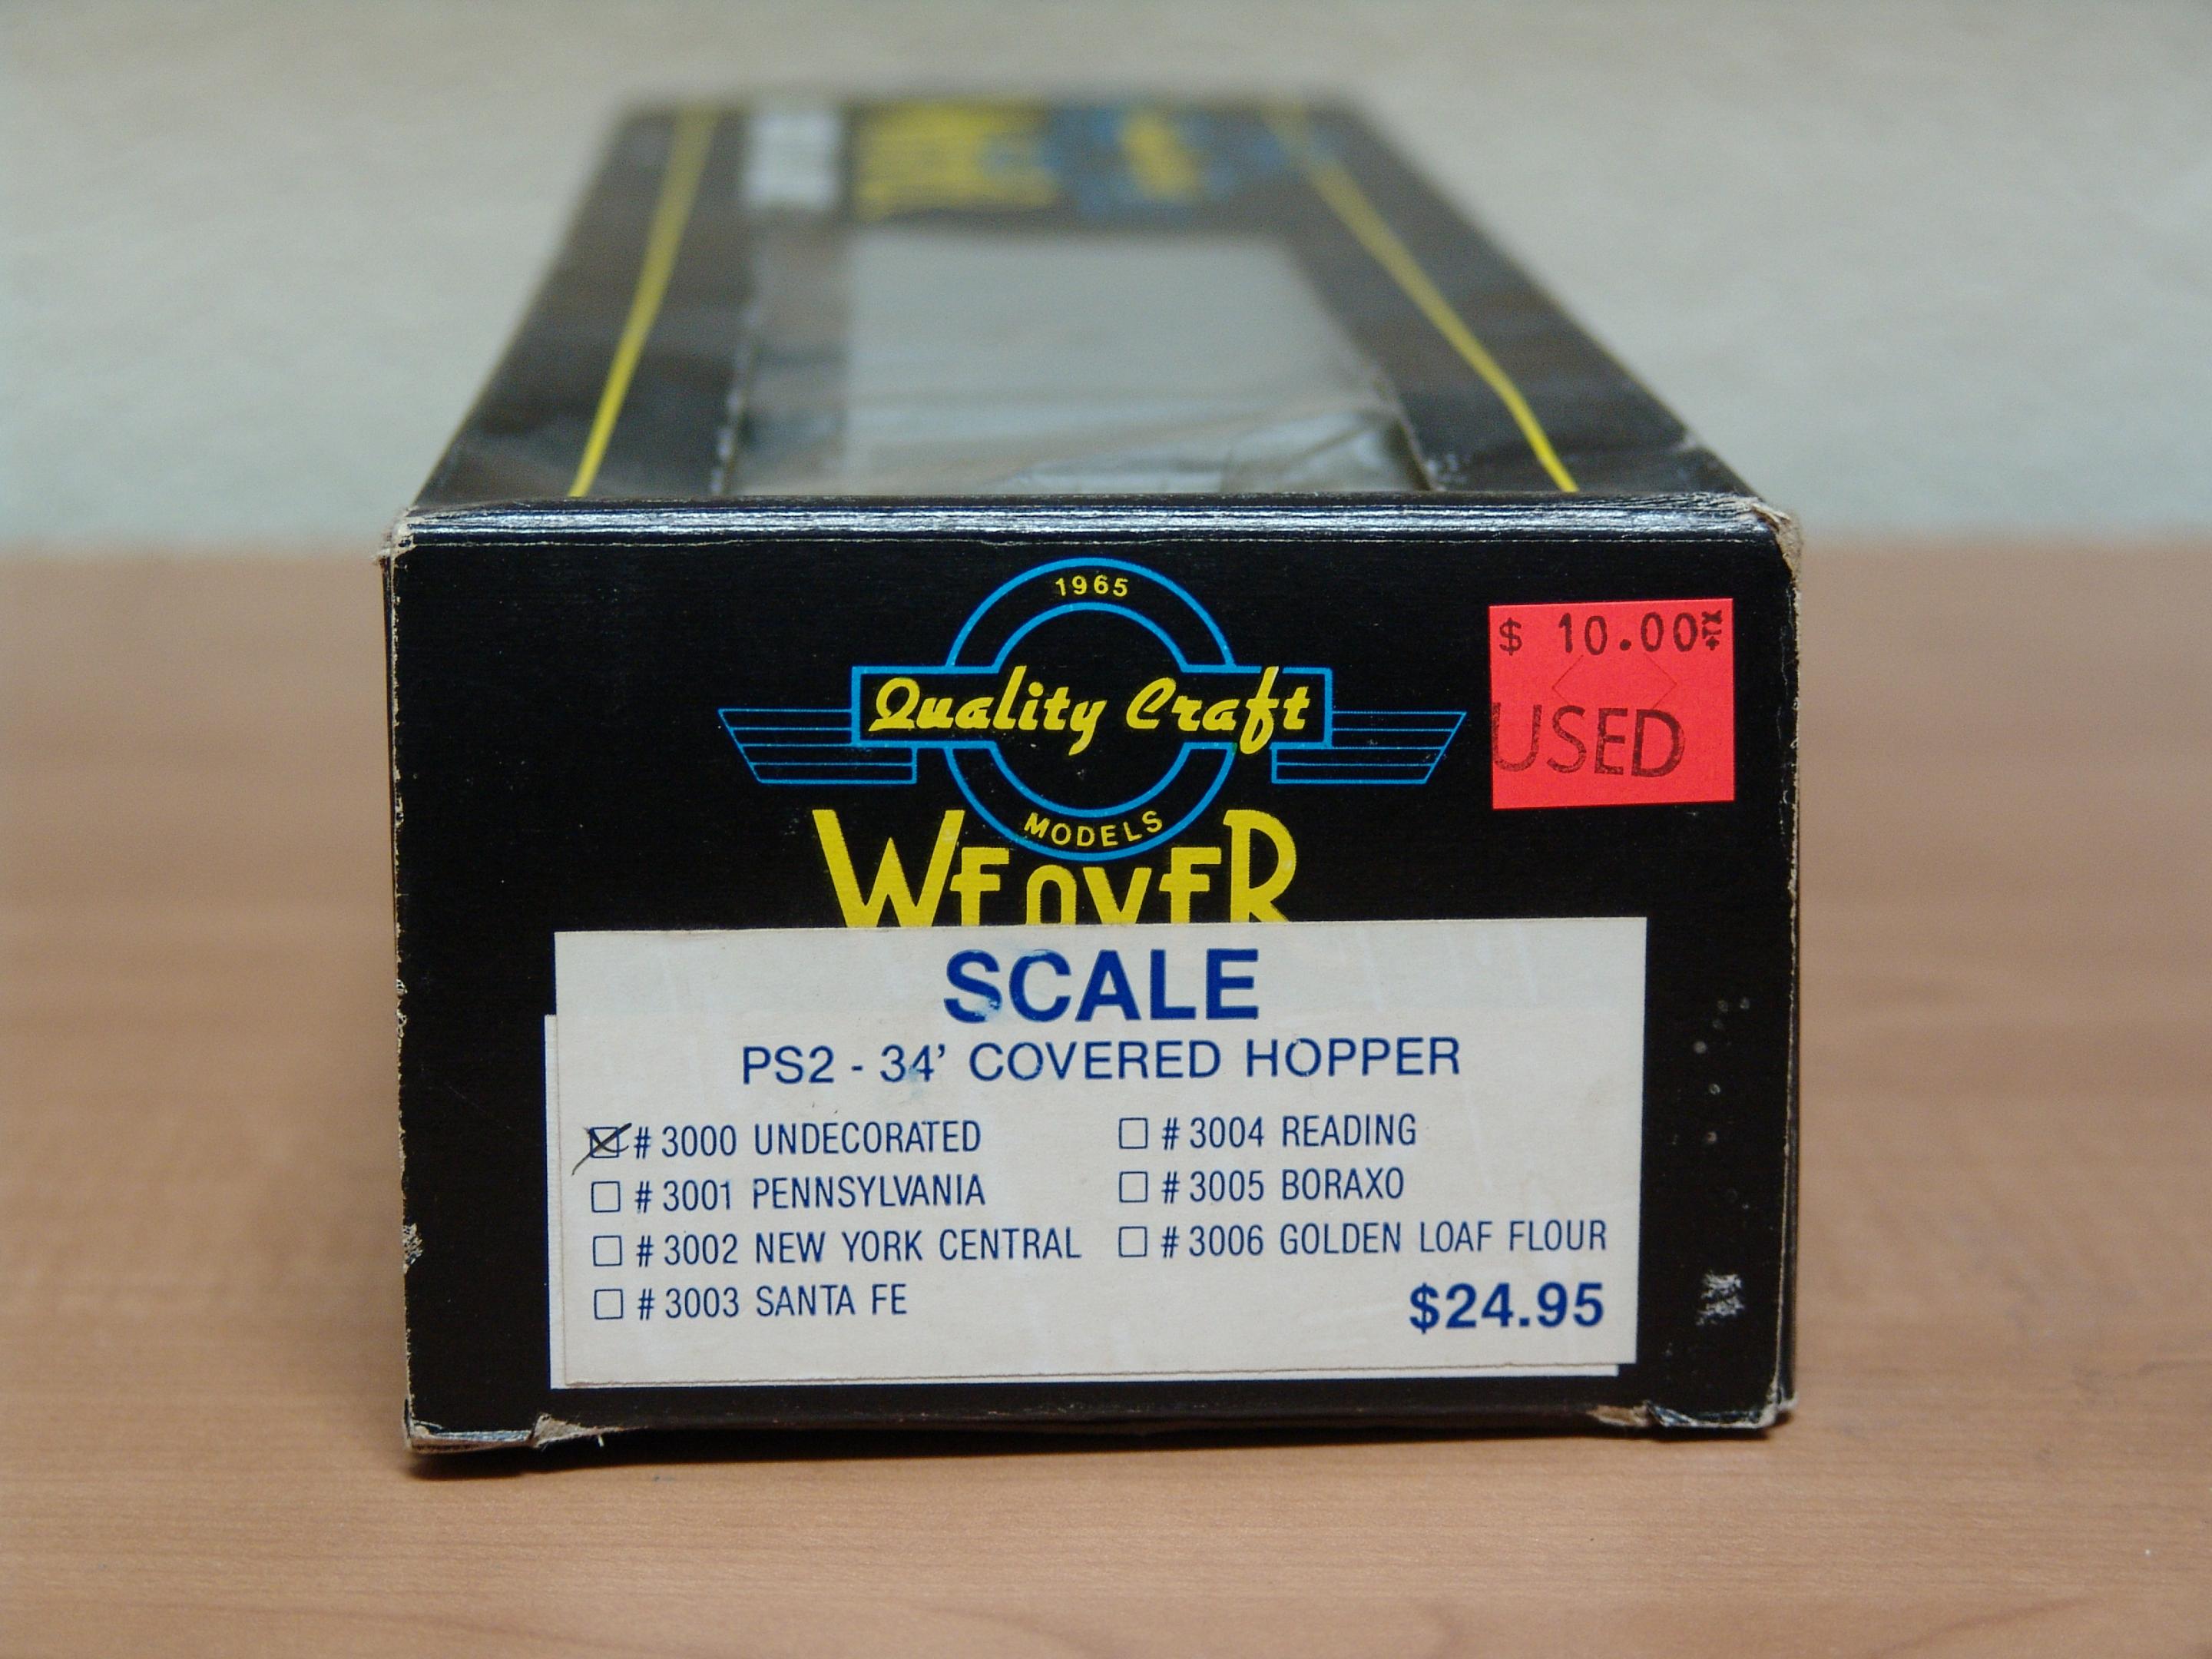 1965
Quality Craft
MODELS
WEAVER
$ 10.00
USED
SCALE
PS2 - 34' COVERED HOPPER
# 3000 UNDECORATED
# 3001 PENNSYLVANIA
# 3002 NEW YORK CENTRAL
# 3003 SANTA FE
# 3004 READING
# 3005 BORAXO
# 3006 GOLDEN LOAF FLOUR
$24.95